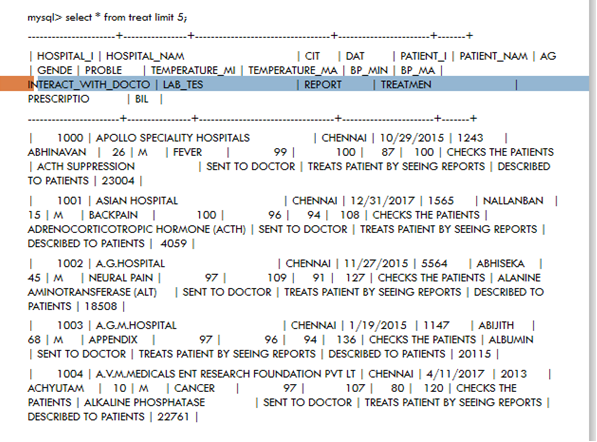 mysql> select * from treat limit 5;
----------------------+----------------+----------------------------------+----------------+-------+
| HOSPITAL_I | HOSPITAL_NAM | CIT | DAT | PATIENT_I | PATIENT_NAM | AG
| GENDE | PROBLE | TEMPERATURE_MI | TEMPERATURE_MA | BP_MIN | BP_MA |
INTERACT_WITH_DOCTO | LAB_TES | REPORT | TREATMEN |
PRESCRIPTIO | BIL |
----------------------+----------------+----------------------------------+----------------+-------+
| 1000 | APOLLO SPECIALITY HOSPITALS | CHENNAI | 10/29/2015 | 1243 |
ABHINAVAN | 26 | M | FEVER | 99 | 100 | 87 | 100 | CHECKS THE PATIENTS
| ACTH SUPPRESSION | SENT TO DOCTOR | TREATS PATIENT BY SEEING REPORTS | DESCRIBED
TO PATIENTS | 23004 |
| 1001 | ASIAN HOSPITAL | CHENNAI | 12/31/2017 | 1565 | NALLANBAN |
15 | M | BACKPAIN | 100 | 96 | 94 | 108 | CHECKS THE PATIENTS |
ADRENOCORTICOTROPIC HORMONE (ACTH) | SENT TO DOCTOR | TREATS PATIENT BY SEEING REPORTS |
DESCRIBED TO PATIENTS | 4059 |
| 1002 | A.G.HOSPITAL | CHENNAI | 11/27/2015 | 5564 | ABHISEKA |
45 | M | NEURAL PAIN | 97 | 109 | 91 | 127 | CHECKS THE PATIENTS | ALANINE
AMINOTRANSFERASE (ALT) | SENT TO DOCTOR | TREATS PATIENT BY SEEING REPORTS | DESCRIBED TO
PATIENTS | 18508 |
| 1003 | A.G.M.HOSPITAL | CHENNAI | 1/19/2015 | 1147 | ABIJITH |
68 | M | APPENDIX | 97 | 96 | 94 | 136 | CHECKS THE PATIENTS | ALBUMIN
| SENT TO DOCTOR | TREATS PATIENT BY SEEING REPORTS | DESCRIBED TO PATIENTS | 20115 |
| 1004 | A.V.M.MEDICALS ENT RESEARCH FOUNDATION PVT LT | CHENNAI | 4/11/2017 | 2013 |
ACHYUTAM | 10 | M | CANCER | 97 | 107 | 80 | 120 | CHECKS THE
PATIENTS | ALKALINE PHOSPHATASE | SENT TO DOCTOR | TREATS PATIENT BY SEEING REPORTS |
DESCRIBED TO PATIENTS | 22761 |